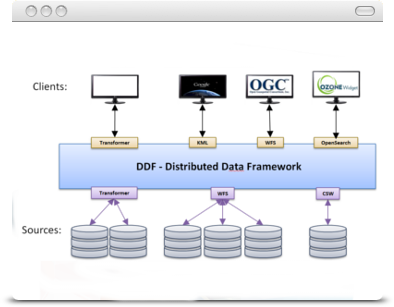 Clients:
Google
OGC
OZONE Widget
Transformer
KML
WFS
OpenSearch
DDF - Distributed Data Framework
Transformer
WFS
CSW
Sources: